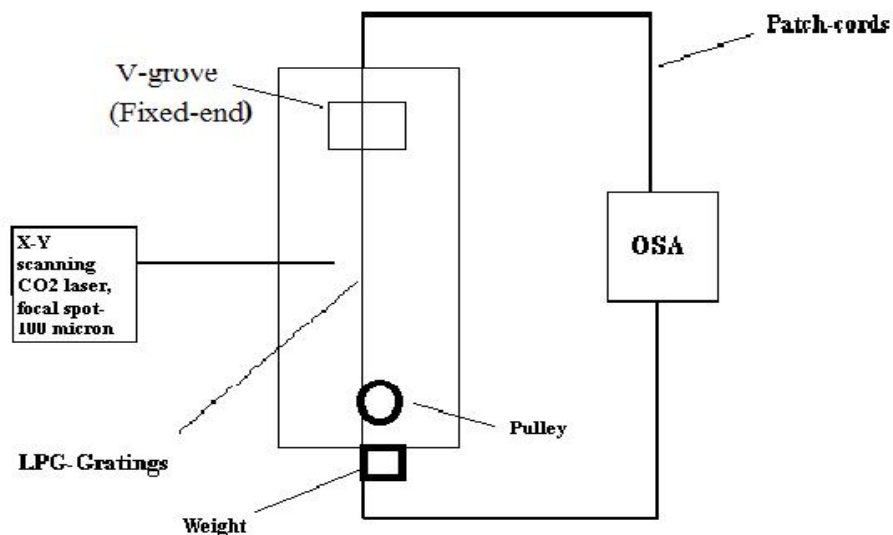 Patch-cords
V-grove
(Fixed-end)
X-Y
scanning
CO2 laser,
focal spot-
100 micron
OSA
Pulley
LPG-Gratings
Weight